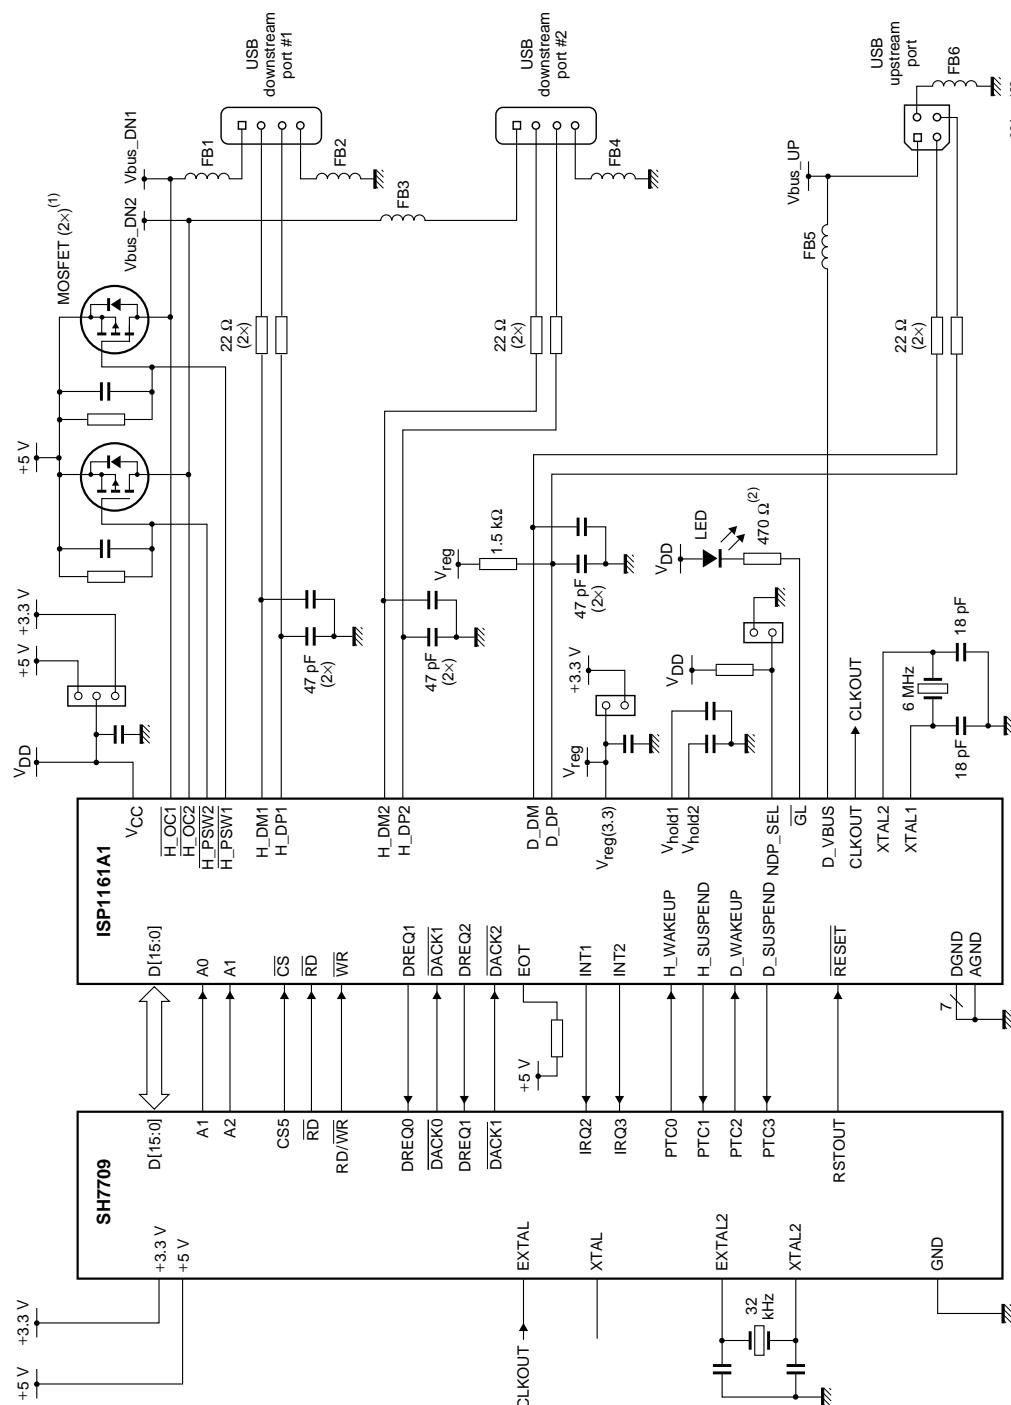 USB
downstream
port #1
USB
downstream
port #2
USB
upstream
port
FB6
Vbus_DN1
FB1
FB2
Vbus_DN2
FB3
FB4
Vbus_UP
FB5
MOSFET (2×)(1)
22 Ω
(2×)
22 Ω
(2×)
22 Ω
(2×)
+5 V
+3.3 V
+5 V
VDD
47 pF
(2×)
47 pF
(2×)
Vreg
1.5 kΩ
47 pF
(2×)
+3.3 V
Vreg
VDD
LED
470 Ω(2)
VDD
CLKOUT
6 MHz
18 pF
18 pF
ISP1161A1
VCC
H_OC1
H_OC2
H_PSW2
H_PSW1
H_DM1
H_DP1
H_DM2
H_DP2
D_DM
D_DP
Vreg(3.3)
Vhold1
Vhold2
NDP_SEL
GL
D_VBUS
CLKOUT
XTAL2
XTAL1
D[15:0]
A0
A1
CS
RD
WR
DREQ1
DACK1
DREQ2
DACK2
EOT
INT1
INT2
H_WAKEUP
H_SUSPEND
D_WAKEUP
D_SUSPEND
RESET
DGND
AGND
7
+5 V
SH7709
D[15:0]
A1
A2
CS5
RD
RD/WR
DREQ0
DACK0
DREQ1
DACK1
IRQ2
IRQ3
PTC0
PTC1
PTC2
PTC3
RSTOUT
+3.3 V
+5 V
EXTAL
XTAL
EXTAL2
XTAL2
GND
+3.3 V
+5 V
CLKOUT
32
kHz